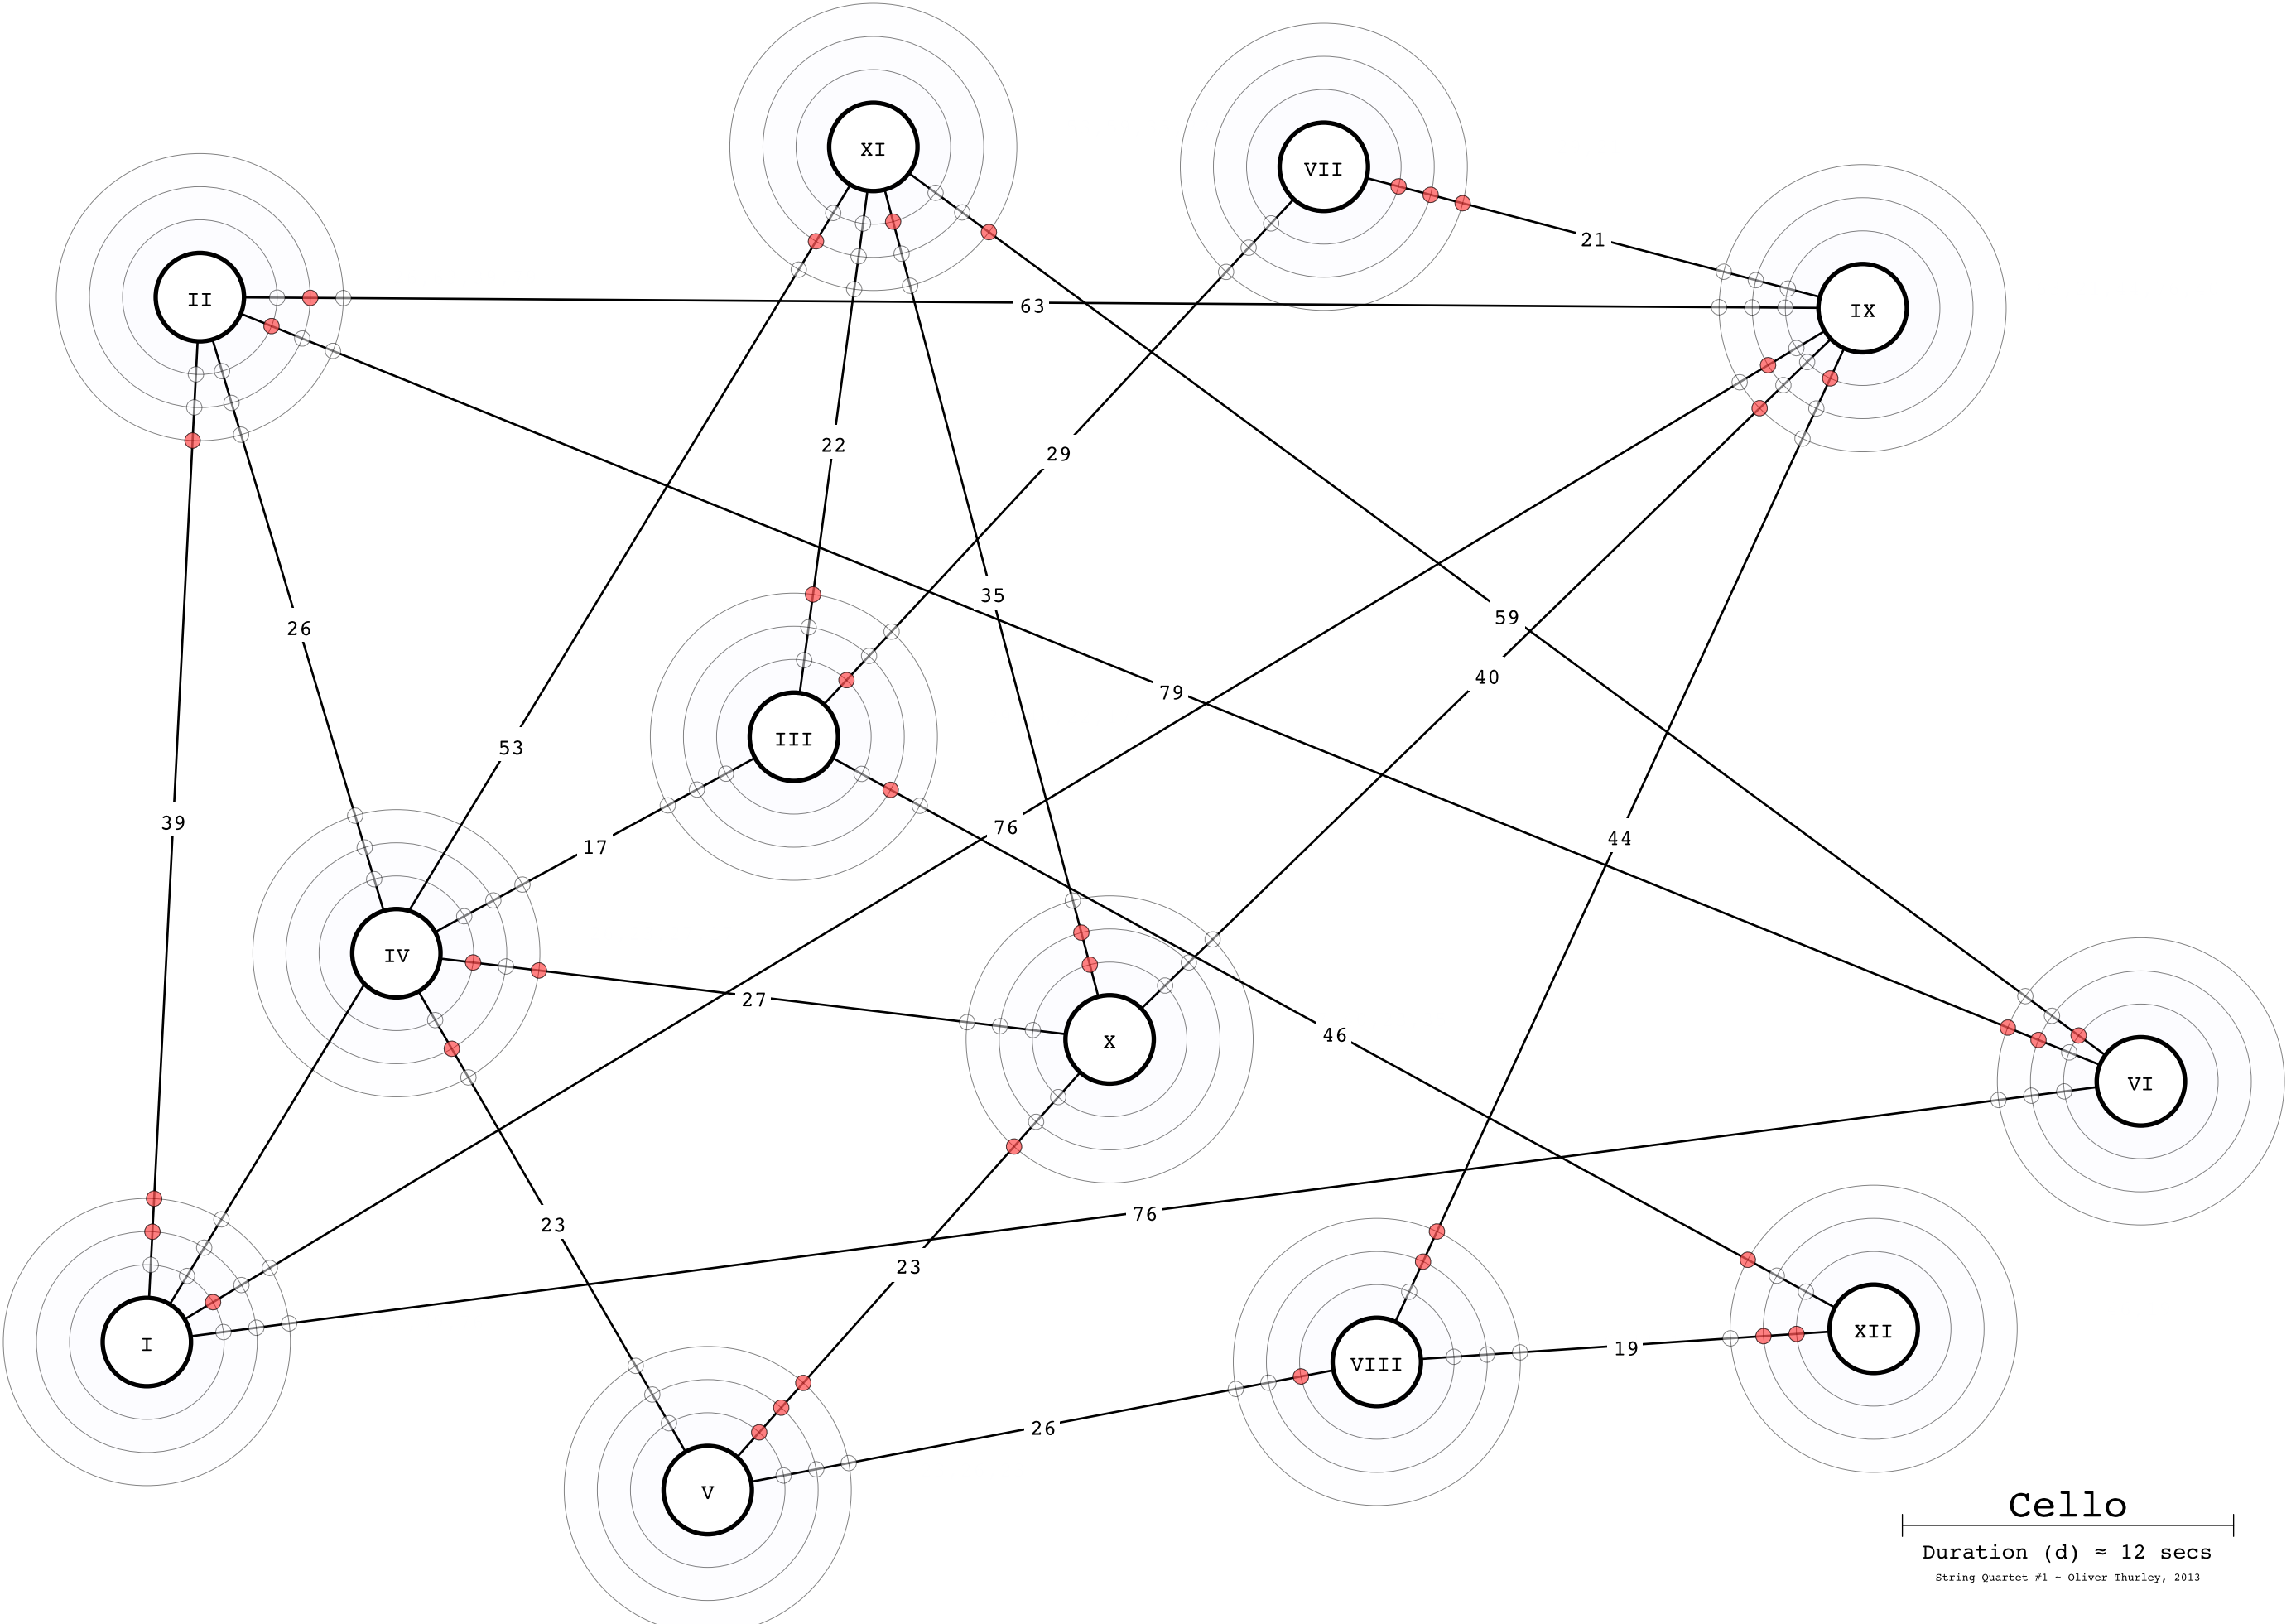 XI
VII
II
IX
21
63
22
29
35
59
26
40
79
III
53
76
44
39
17
IV
27
46
X
VI
76
23
23
I
19
XII
VIII
26
V
Cello
Duration (d) ≈ 12 secs
String Quartet #1 ~ Oliver Thurley, 2013